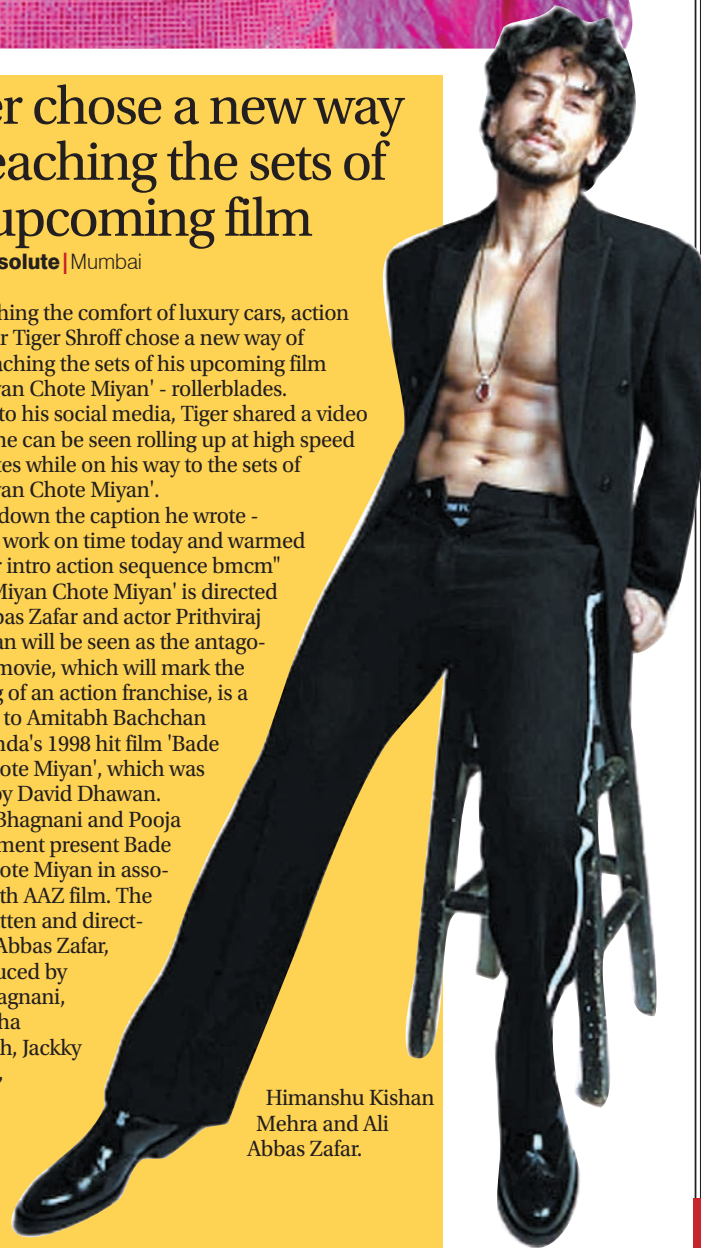 er chose a new way
eaching the sets of
upcoming film
solute|Mumbai
hing the comfort of luxury cars, action
r Tiger Shroff chose a new way of
aching the sets of his upcoming film
yan Chote Miyan' - rollerblades.
to his social media, Tiger shared a video
he can be seen rolling up at high speed
tes while on his way to the sets of
yan Chote Miyan'.
down the caption he wrote -
work on time today and warmed
r intro action sequence bmcm"
Miyan Chote Miyan' is directed
bas Zafar and actor Prithviraj
an will be seen as the antago-
movie, which will mark the
g of an action franchise, is a
to Amitabh Bachchan
nda's 1998 hit film 'Bade
ote Miyan', which was
by David Dhawan.
Bhagnani and Pooja
ment present Bade
ote Miyan in asso-
th AAZ film. The
tten and direct-
Abbas Zafar,
uced by
agnani,
ha
h, Jackky
,
Himanshu Kishan
Mehra and Ali
Abbas Zafar.